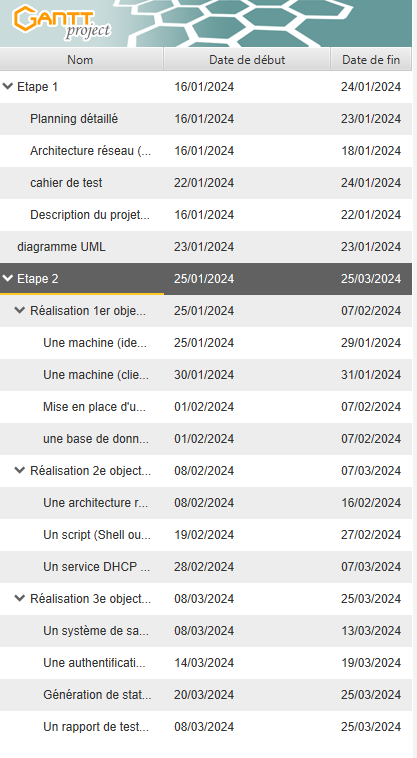 GANTT
project
Nom Date de début Date de fin
Etape 1 16/01/2024 24/01/2024
Planning détaillé 16/01/2024 23/01/2024
Architecture réseau (... 16/01/2024 18/01/2024
cahier de test 22/01/2024 24/01/2024
Description du projet... 16/01/2024 22/01/2024
diagramme UML 23/01/2024 23/01/2024
Etape 2 25/01/2024 25/03/2024
Réalisation 1er obje... 25/01/2024 07/02/2024
Une machine (ide... 25/01/2024 29/01/2024
Une machine (clie... 30/01/2024 31/01/2024
Mise en place d'u... 01/02/2024 07/02/2024
une base de donn... 01/02/2024 07/02/2024
Réalisation 2e object... 08/02/2024 07/03/2024
Une architecture r... 08/02/2024 16/02/2024
Un script (Shell ou... 19/02/2024 27/02/2024
Un service DHCP ... 28/02/2024 07/03/2024
Réalisation 3e object... 08/03/2024 25/03/2024
Un système de sa... 08/03/2024 13/03/2024
Une authentificati... 14/03/2024 19/03/2024
Génération de stat... 20/03/2024 25/03/2024
Un rapport de test... 08/03/2024 25/03/2024